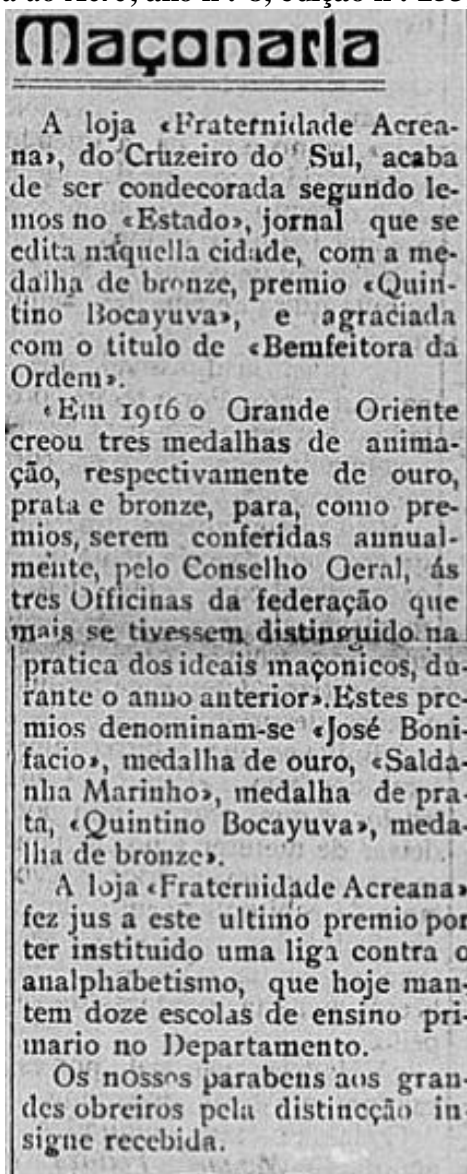 Maçonaria
A loja «Fraternidade Acrea-
na», do Cruzeiro do Sul, acaba
de ser condecorada segundo le-
mos no «Estado», jornal que se
edita naquella cidade, com a me-
dalha de bronze, premio «Quin-
tino Bocayuva», e agraciada
com o titulo de «Bemfeitora da
Ordem».
«Em 1916 o Grande Oriente
creou tres medalhas de anima-
ção, respectivamente de ouro,
prata e bronze, para, como pre-
mios, serem conferidas annual-
mente, pelo Conselho Geral, ás
tres Officinas da federação que
mais se tivessem distinguido na
pratica dos ideais maçonicos, du-
rante o anno anterior». Estes pre-
mios denominam-se «José Boni-
facio», medalha de ouro, «Salda-
nha Marinho», medalha de pra-
ta, «Quintino Bocayuva», meda-
lha de bronze».
A loja «Fraternidade Acreana»
fez jus a este ultimo premio por
ter instituido uma liga contra o
analphabetismo, que hoje man-
tem doze escolas de ensino pri-
mario no Departamento.
Os nossos parabens aos gran-
des obreiros pela distincção in
signe recebida.